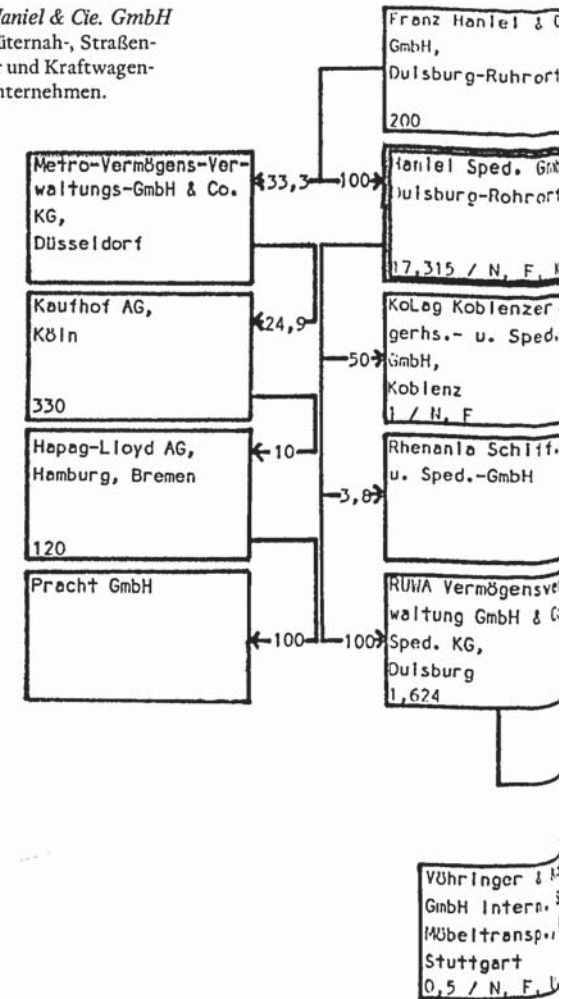 Haniel & Cie. GmbH
Güternah-, Straßen-
und Kraftwagen-
unternehmen.
Franz Haniel &
GmbH,
Duisburg-Ruhrort
200
Metro-Vermögens-Ver-
waltungs-GmbH & Co.
KG,
Düsseldorf
33,3
100
Haniel Sped.
Duisburg-Rohrort
17,315 / N, F,
Kaufhof AG,
Köln
330
24,9
50
KoLag Koblenzer
gerhs.- u. Sped.
GmbH,
Koblenz
1 / N, F
Hapag-Lloyd AG,
Hamburg, Bremen
120
10
3,8
Rhenania Schiff.
u. Sped.-GmbH
Pracht GmbH
100
100
RUWA Vermögensve
waltung GmbH &
Sped. KG,
Duisburg
1,624
Vöhringer &
GmbH Intern.
Möbeltransp.
Stuttgart
0,5 / N, F,